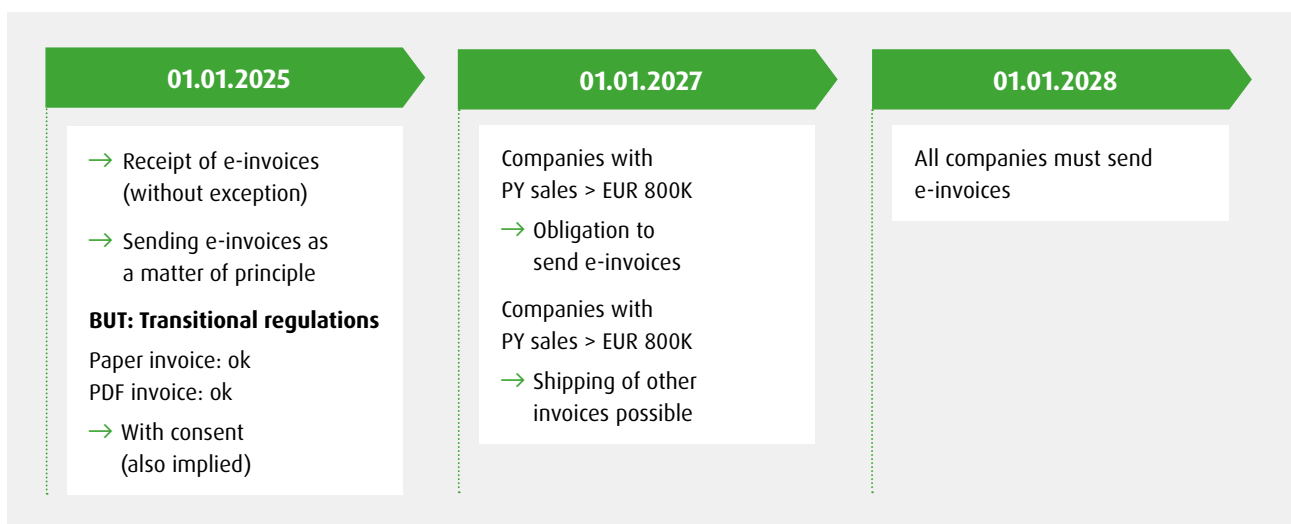 01.01.2025
→ Receipt of e-invoices
(without exception)
→ Sending e-invoices as
a matter of principle
BUT: Transitional regulations
Paper invoice: ok
PDF invoice: ok
→ With consent
(also implied)
01.01.2027
Companies with
PY sales > EUR 800K
→ Obligation to
send e-invoices
Companies with
PY sales > EUR 800K
→ Shipping of other
invoices possible
01.01.2028
All companies must send
e-invoices